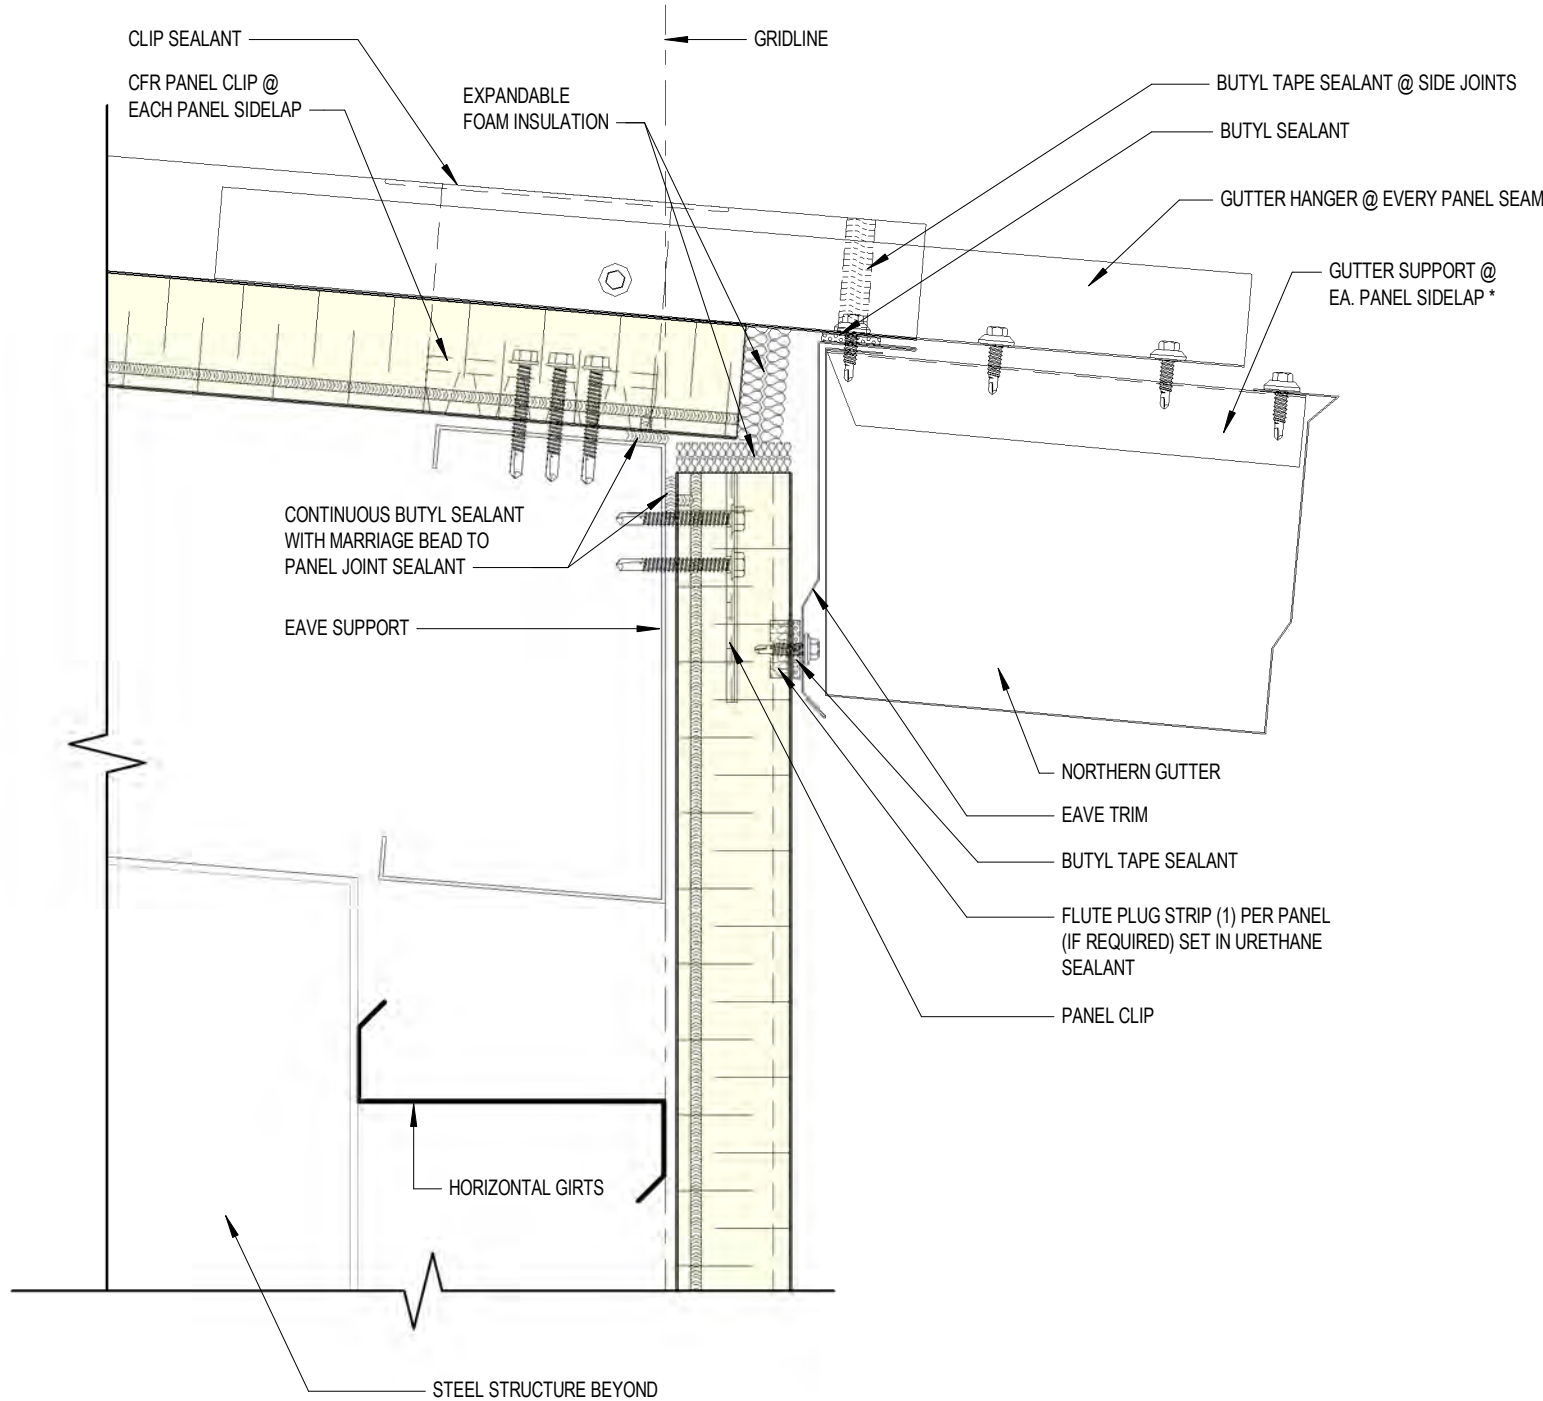 CLIP SEALANT
GRIDLINE
CFR PANEL CLIP @
EACH PANEL SIDELAP
EXPANDABLE
FOAM INSULATION
BUTYL TAPE SEALANT @ SIDE JOINTS
BUTYL SEALANT
GUTTER HANGER @ EVERY PANEL SEAM
GUTTER SUPPORT @
EA. PANEL SIDELAP *
CONTINUOUS BUTYL SEALANT
WITH MARRIAGE BEAD TO
PANEL JOINT SEALANT
EAVE SUPPORT
NORTHERN GUTTER
EAVE TRIM
BUTYL TAPE SEALANT
FLUTE PLUG STRIP (1) PER PANEL
(IF REQUIRED) SET IN URETHANE
SEALANT
PANEL CLIP
HORIZONTAL GIRTS
STEEL STRUCTURE BEYOND